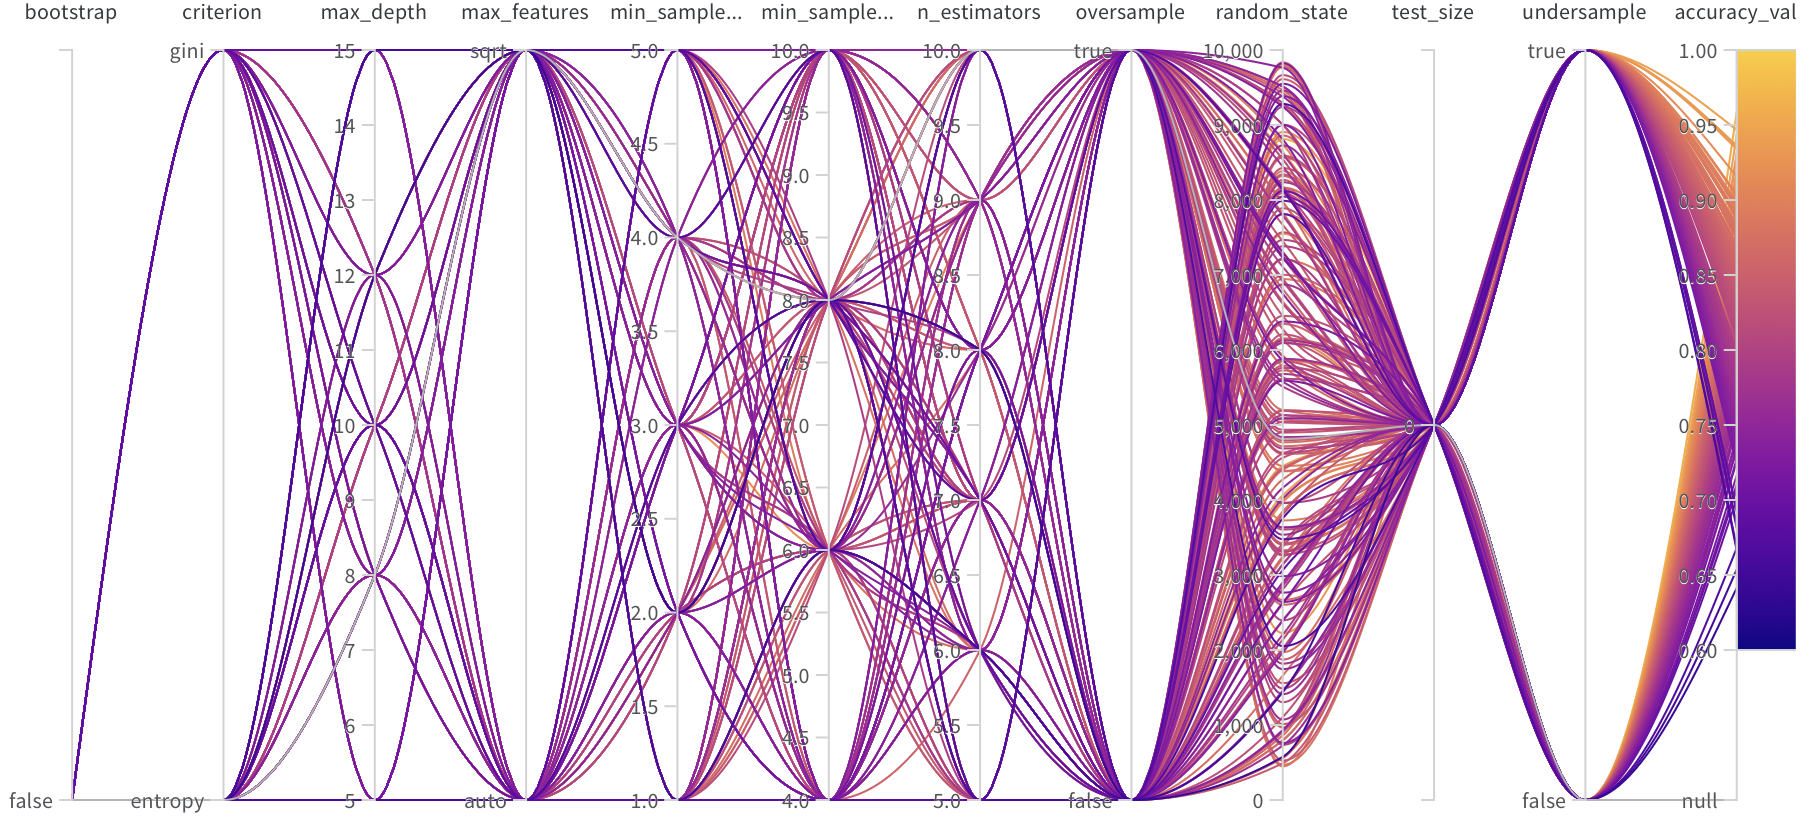 bootstrap criterion max_depth max_features min_sample... min_sample... n_estimators oversample random_state test_size undersample accuracy_val
gini 15 sqrt 5.0 10.0 10.0 true 10,000 true 1.00
14 4.5 9.5 9.5 9,000 0.95
13 4.0 9.0 9.0 8,000 0.90
12 3.5 8.5 8.5 7,000 0.85
11 3.0 8.0 8.0 6,000 0.80
10 2.5 7.5 7.5 5,000 8 0.75
9 2.0 7.0 7.0 4,000 0.70
8 1.5 6.5 6.5 3,000 0.65
7 6.0 6.0 2,000 0.60
6 5.5 5.5 1,000
5.0
4.5
false entropy 5 auto 1.0 4.0 5.0 false 0 false null